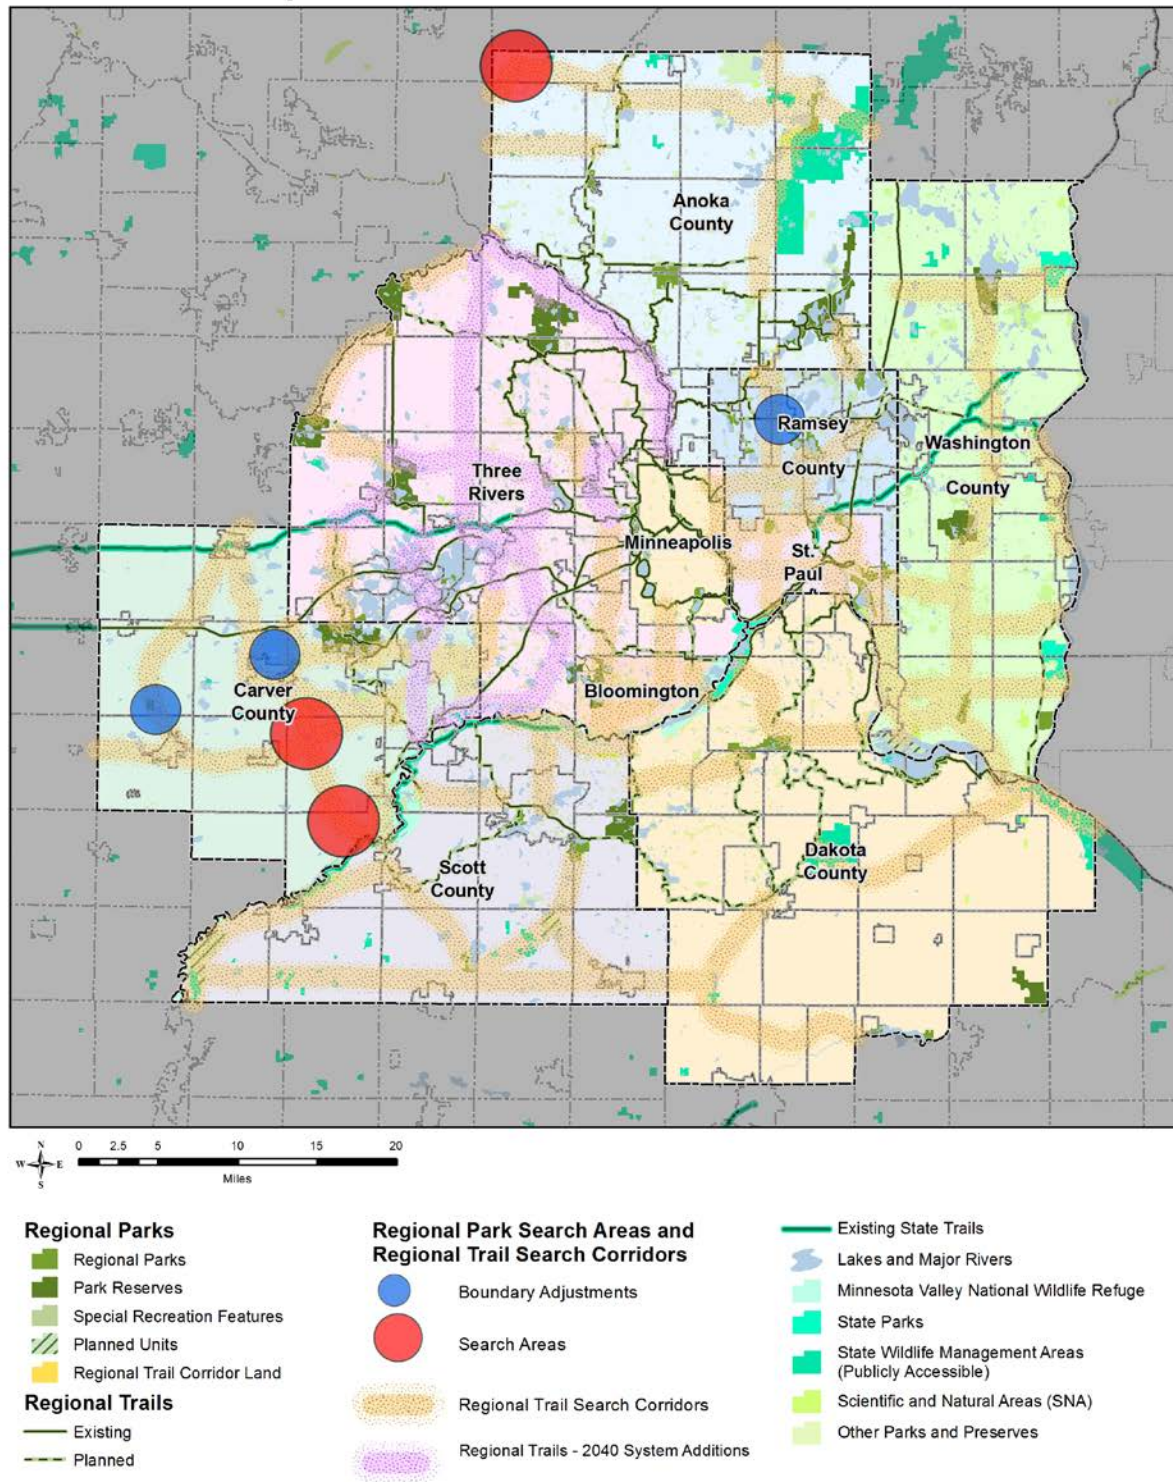 Anoka
County
Ramsey
County
Washington
County
Three
Rivers
Minneapolis
St.
Paul
Bloomington
Carver
County
Scott
County
Dakota
County
N
W E
S
0 2.5 5 10 15 20
Miles
Regional Parks
Regional Parks
Park Reserves
Special Recreation Features
Planned Units
Regional Trail Corridor Land
Regional Trails
Existing
Planned
Regional Park Search Areas and
Regional Trail Search Corridors
Boundary Adjustments
Search Areas
Regional Trail Search Corridors
Regional Trails - 2040 System Additions
Existing State Trails
Lakes and Major Rivers
Minnesota Valley National Wildlife Refuge
State Parks
State Wildlife Management Areas
(Publicly Accessible)
Scientific and Natural Areas (SNA)
Other Parks and Preserves